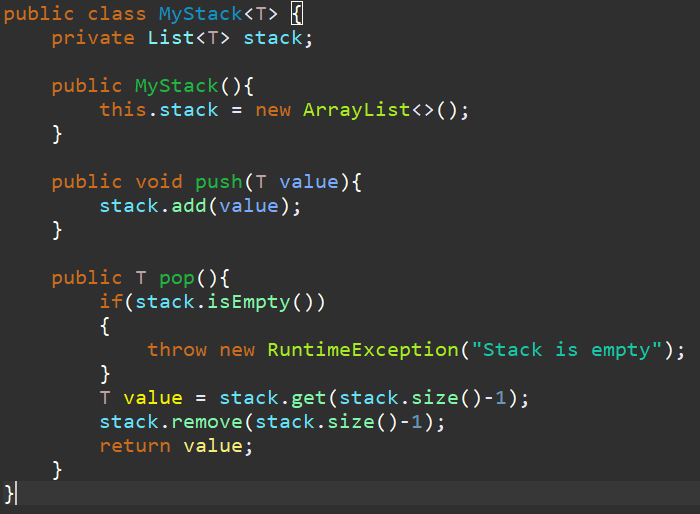 public class MyStack<T> {
    private List<T> stack;

    public MyStack(){
        this.stack = new ArrayList<>();
    }

    public void push(T value){
        stack.add(value);
    }

    public T pop(){
        if(stack.isEmpty())
        {
            throw new RuntimeException("Stack is empty");
        }
        T value = stack.get(stack.size()-1);
        stack.remove(stack.size()-1);
        return value;
    }
}